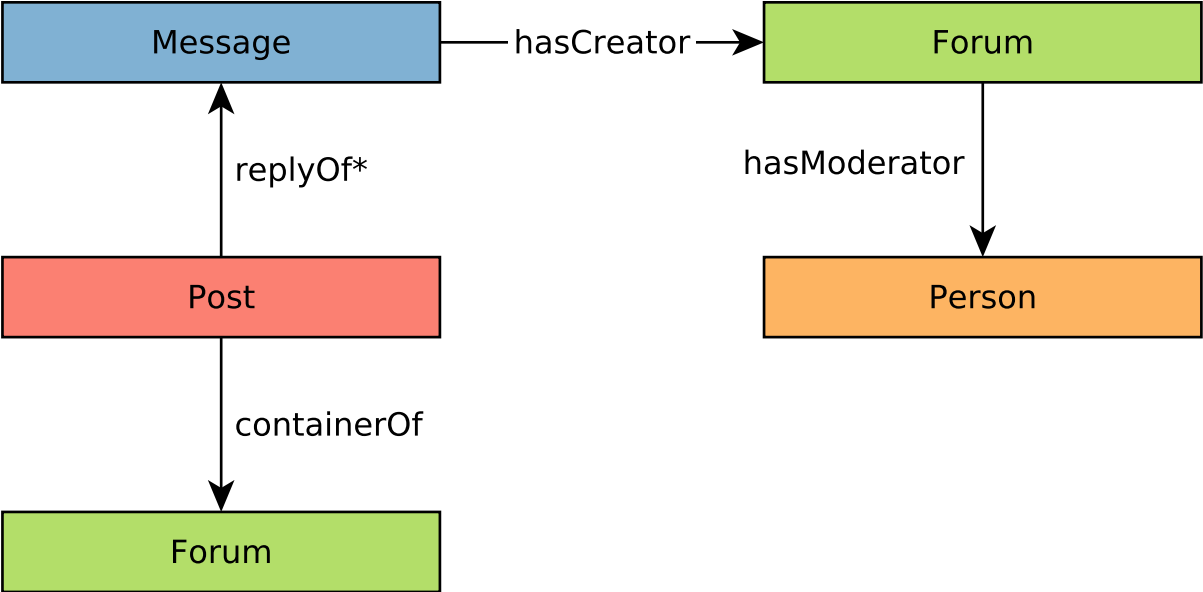 Message
hasCreator
Forum
replyOf*
hasModerator
Post
Person
containerOf
Forum